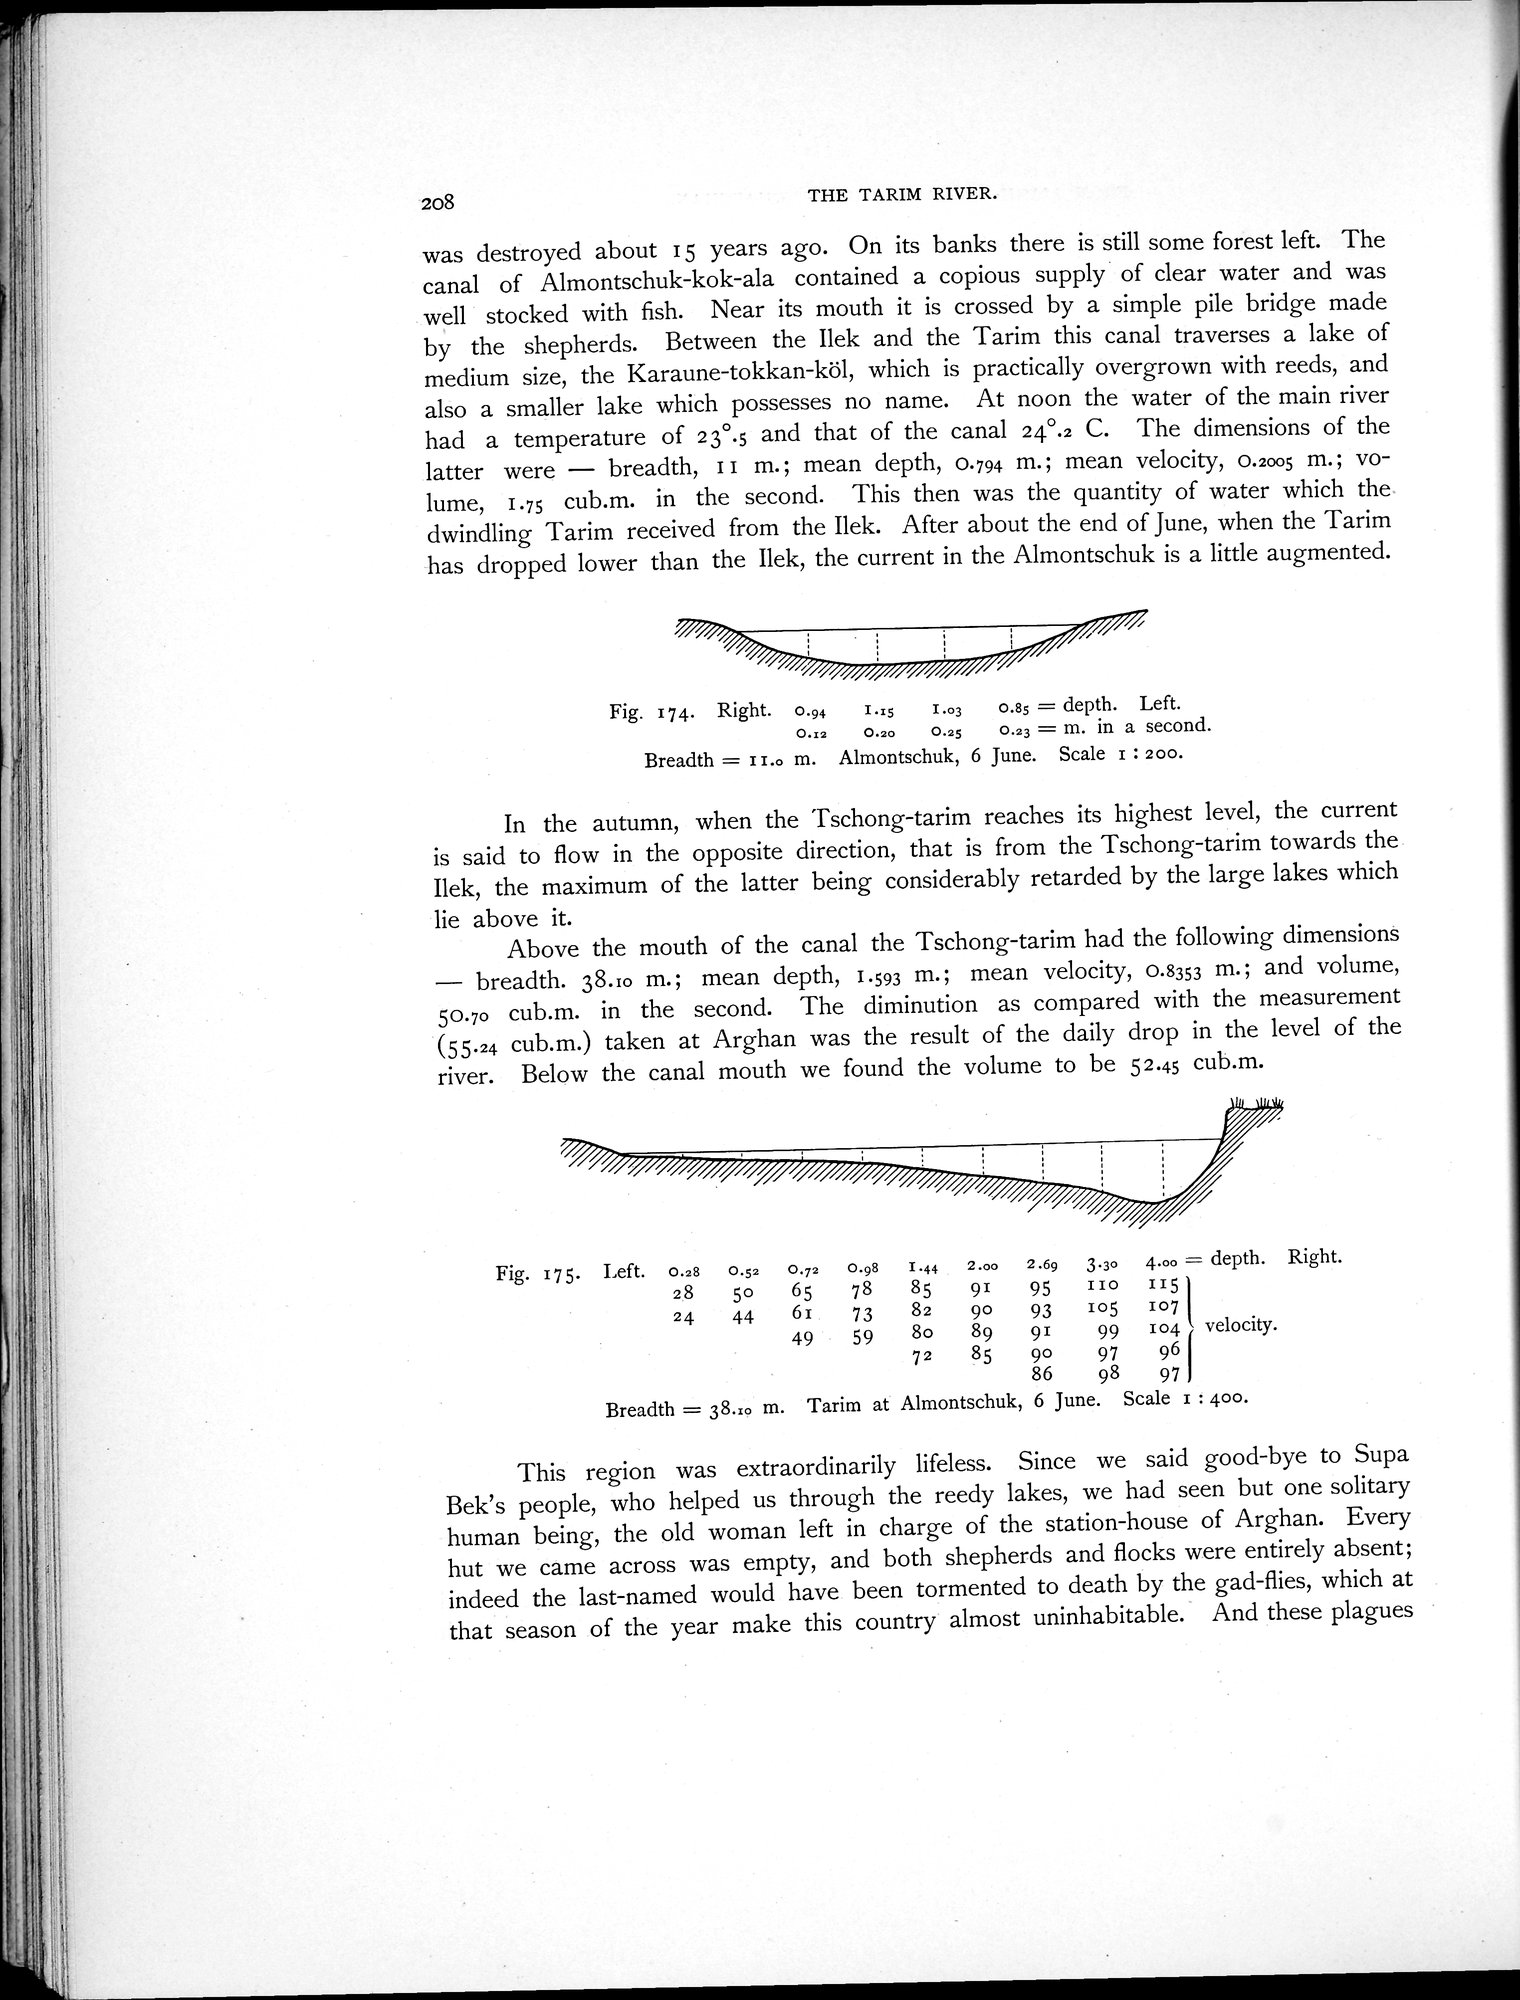 208
THE TARIM RIVER.
was destroyed about 15 years ago. On its banks there is still some forest left. The
canal of Almontschuk-kok-ala contained a copious supply of clear water and was
well stocked with fish. Near its mouth it is crossed by a simple pile bridge made
by the shepherds. Between the Ilek and the Tarim this canal traverses a lake of
medium size, the Karaune-tokkan-köl, which is practically overgrown with reeds, and
also a smaller lake which possesses no name. At noon the water of the main river
had a temperature of 23°.5 and that of the canal 24°.2 C. The dimensions of the
latter were — breadth, 11 m.; mean depth, 0.794 m.; mean velocity, 0.2005 m.; vo-
lume, 1.75 cub.m. in the second. This then was the quantity of water which the
dwindling Tarim received from the Ilek. After about the end of June, when the Tarim
has dropped lower than the Ilek, the current in the Almontschuk is a little augmented.
Fig. 174. Right. 0.94 1.15 1.03 0.85 = depth. Left.
0.12 0.20 0.25 0.23 = m. in a second.
Breadth = 11.0 m. Almontschuk, 6 June. Scale 1 : 200.
In the autumn, when the Tschong-tarim reaches its highest level, the current
is said to flow in the opposite direction, that is from the Tschong-tarim towards the
Ilek, the maximum of the latter being considerably retarded by the large lakes which
lie above it.
Above the mouth of the canal the Tschong-tarim had the following dimensions
— breadth. 38.10 m.; mean depth, 1.593 m.; mean velocity, 0.8353 m.; and volume,
50.70 cub.m. in the second. The diminution as compared with the measurement
(55.24 cub.m.) taken at Arghan was the result of the daily drop in the level of the
river. Below the canal mouth we found the volume to be 52.45 cub.m.
Fig. 175. Left. 0.28 0.52 0.72 0.98 1.44 2.00 2.69 3.30 4.00 = depth. Right.
28 50 65 78 85 91 95 110 115
24 44 61 73 82 90 93 105 107
49 59 80 89 91 99 104 velocity.
72 85 90 97 96
86 98 97
Breadth = 38.10 m. Tarim at Almontschuk, 6 June. Scale 1 : 400.
This region was extraordinarily lifeless. Since we said good-bye to Supa
Bek's people, who helped us through the reedy lakes, we had seen but one solitary
human being, the old woman left in charge of the station-house of Arghan. Every
hut we came across was empty, and both shepherds and flocks were entirely absent;
indeed the last-named would have been tormented to death by the gad-flies, which at
that season of the year make this country almost uninhabitable. And these plagues